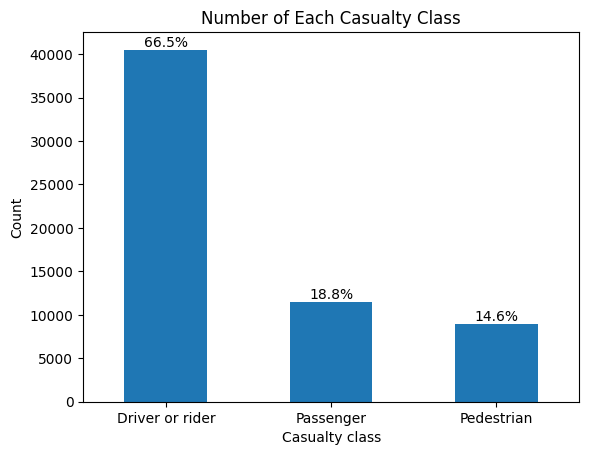 Number of Each Casualty Class
66.5%
18.8%
14.6%
40000
35000
30000
25000
20000
15000
10000
5000
0
Count
Driver or rider
Passenger
Pedestrian
Casualty class